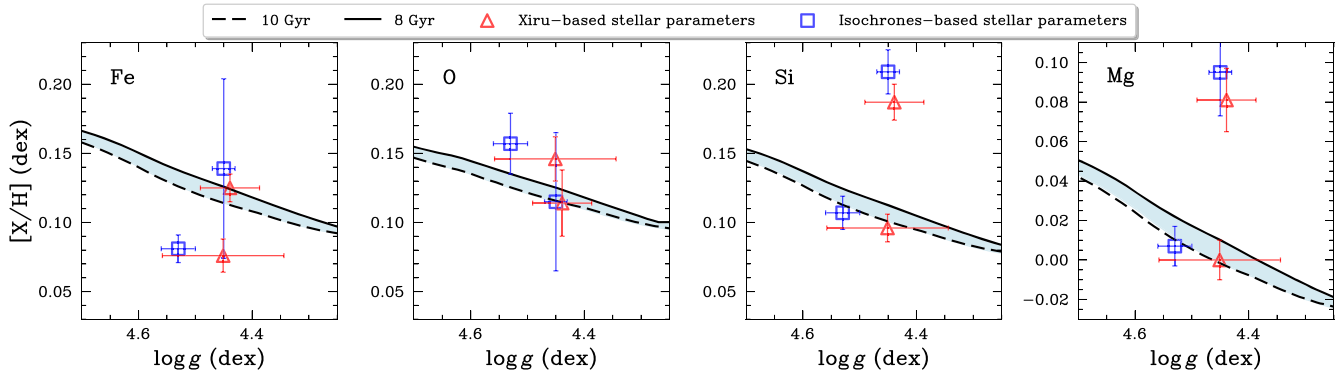 10 Gyr 8 Gyr Xiru-based stellar parameters Isochrones-based stellar parameters
Fe O Si Mg
[X/H] (dex)
0.20 0.15 0.10 0.05
0.20 0.15 0.10 0.05
0.20 0.15 0.10 0.05
0.10 0.08 0.06 0.04 0.02 0.00 −0.02
4.6 4.4 4.6 4.4 4.6 4.4 4.6 4.4
log g (dex) log g (dex) log g (dex) log g (dex)